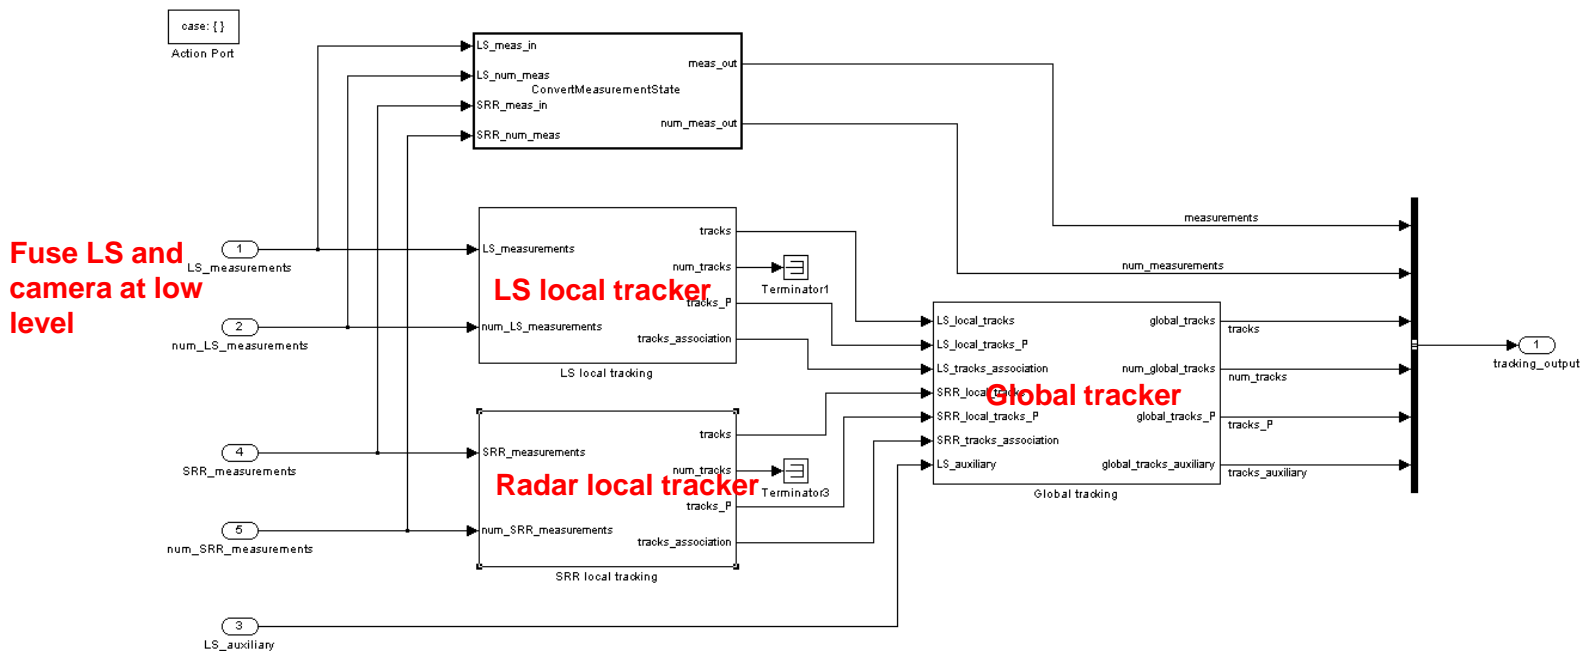 case: { }
Action Port
LS_meas_in
LS_num_meas
ConvertMeasurementState
SRR_meas_in
SRR_num_meas
meas_out
num_meas_out
measurements
num_measurements
Fuse LS and
camera at low
level
1
LS_measurements
2
num_LS_measurements
LS_measurements
num_LS_measurements
LS local tracker
tracks
num_tracks
tracks_P
tracks_association
LS local tracking
Terminator1
4
SRR_measurements
5
num_SRR_measurements
SRR_measurements
num_SRR_measurements
Radar local tracker
tracks
num_tracks
tracks_P
tracks_association
SRR local tracking
Terminator3
3
LS_auxiliary
LS_local_tracks
LS_local_tracks_P
LS_tracks_association
SRR_local_tracks
SRR_local_tracks_P
SRR_tracks_association
LS_auxiliary
Global tracker
global_tracks
num_global_tracks
global_tracks_P
global_tracks_auxiliary
Global tracking
tracks
num_tracks
tracks_P
tracks_auxiliary
1
tracking_output